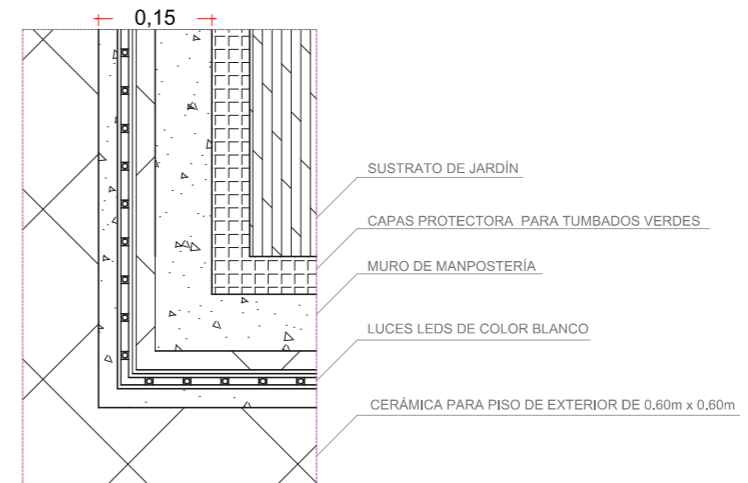 0,15
SUSTRATO DE JARDÍN
CAPAS PROTECTORA PARA TUMBADOS VERDES
MURO DE MANPOSTERÍA
LUCES LEDS DE COLOR BLANCO
CERÁMICA PARA PISO DE EXTERIOR DE 0.60m x 0.60m